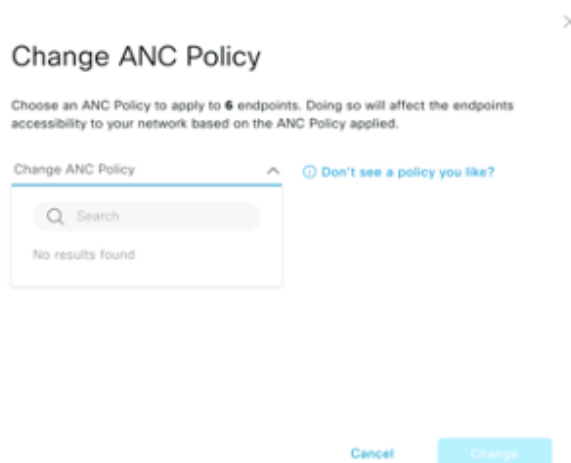 Change ANC Policy
Choose an ANC Policy to apply to 6 endpoints. Doing so will affect the endpoints
accessibility to your network based on the ANC Policy applied.
Change ANC Policy
Don't see a policy you like?
Search
No results found
Cancel
Change